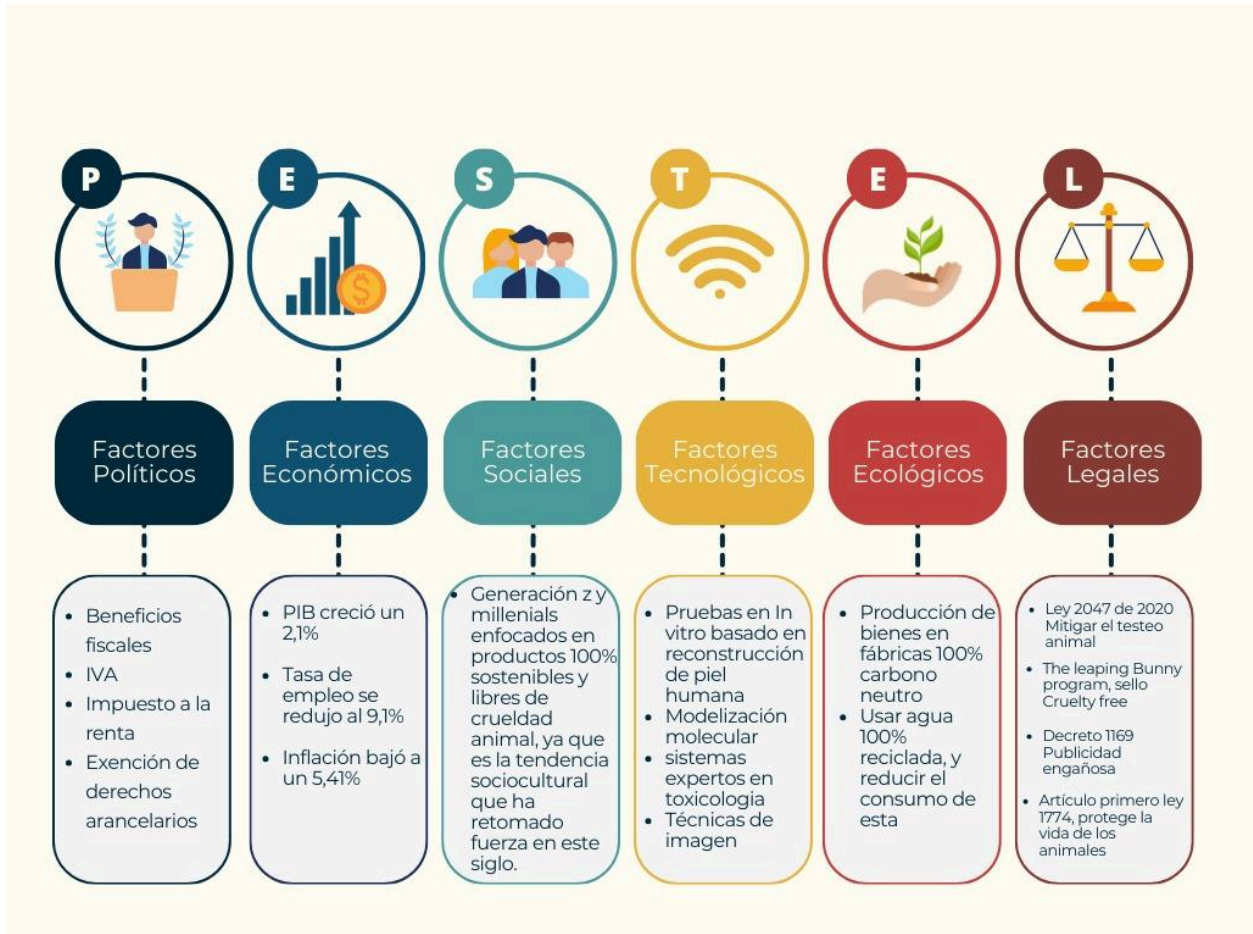 P
E
S
T
E
L
Factores
Políticos
Factores
Económicos
Factores
Sociales
Factores
Tecnológicos
Factores
Ecológicos
Factores
Legales
• Beneficios
fiscales
• IVA
• Impuesto a la
renta
• Exención de
derechos
arancelarios
• PIB creció un
2,1%
• Tasa de
empleo se
redujo al 9,1%
• Inflación bajó a
un 5,41%
• Generación z y
millenials
enfocados en
productos 100%
sostenibles y
libres de
crueldad
animal, ya que
es la tendencia
sociocultural
que ha
retomado
fuerza en este
siglo.
• Pruebas en In
vitro basado en
reconstrucción
de piel
humana
• Modelización
molecular
• sistemas
expertos en
toxicologia
• Técnicas de
imagen
• Producción de
bienes en
fábricas 100%
carbono
neutro
• Usar agua
100%
reciclada, y
reducir el
consumo de
esta
• Ley 2047 de 2020
Mitigar el testeo
animal
• The leaping Bunny
program, sello
Cruelty free
• Decreto 1169
Publicidad
engañosa
• Artículo primero ley
1774, protege la
vida de los
animales